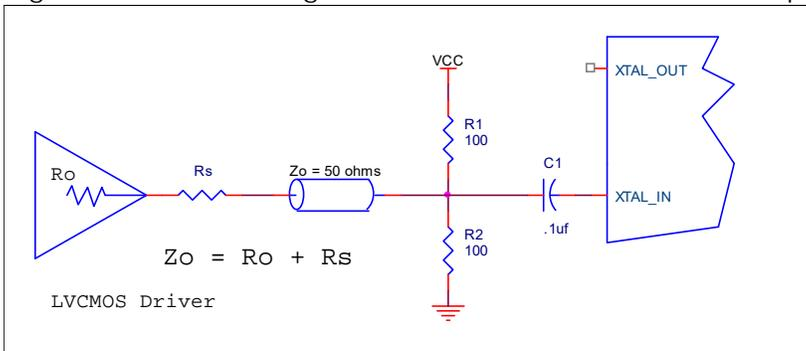 VCC
XTAL_OUT
R1
100
Ro
Rs
Zo = 50 ohms
C1
XTAL_IN
.1uf
R2
100
Zo = Ro + Rs
LVCMOS Driver